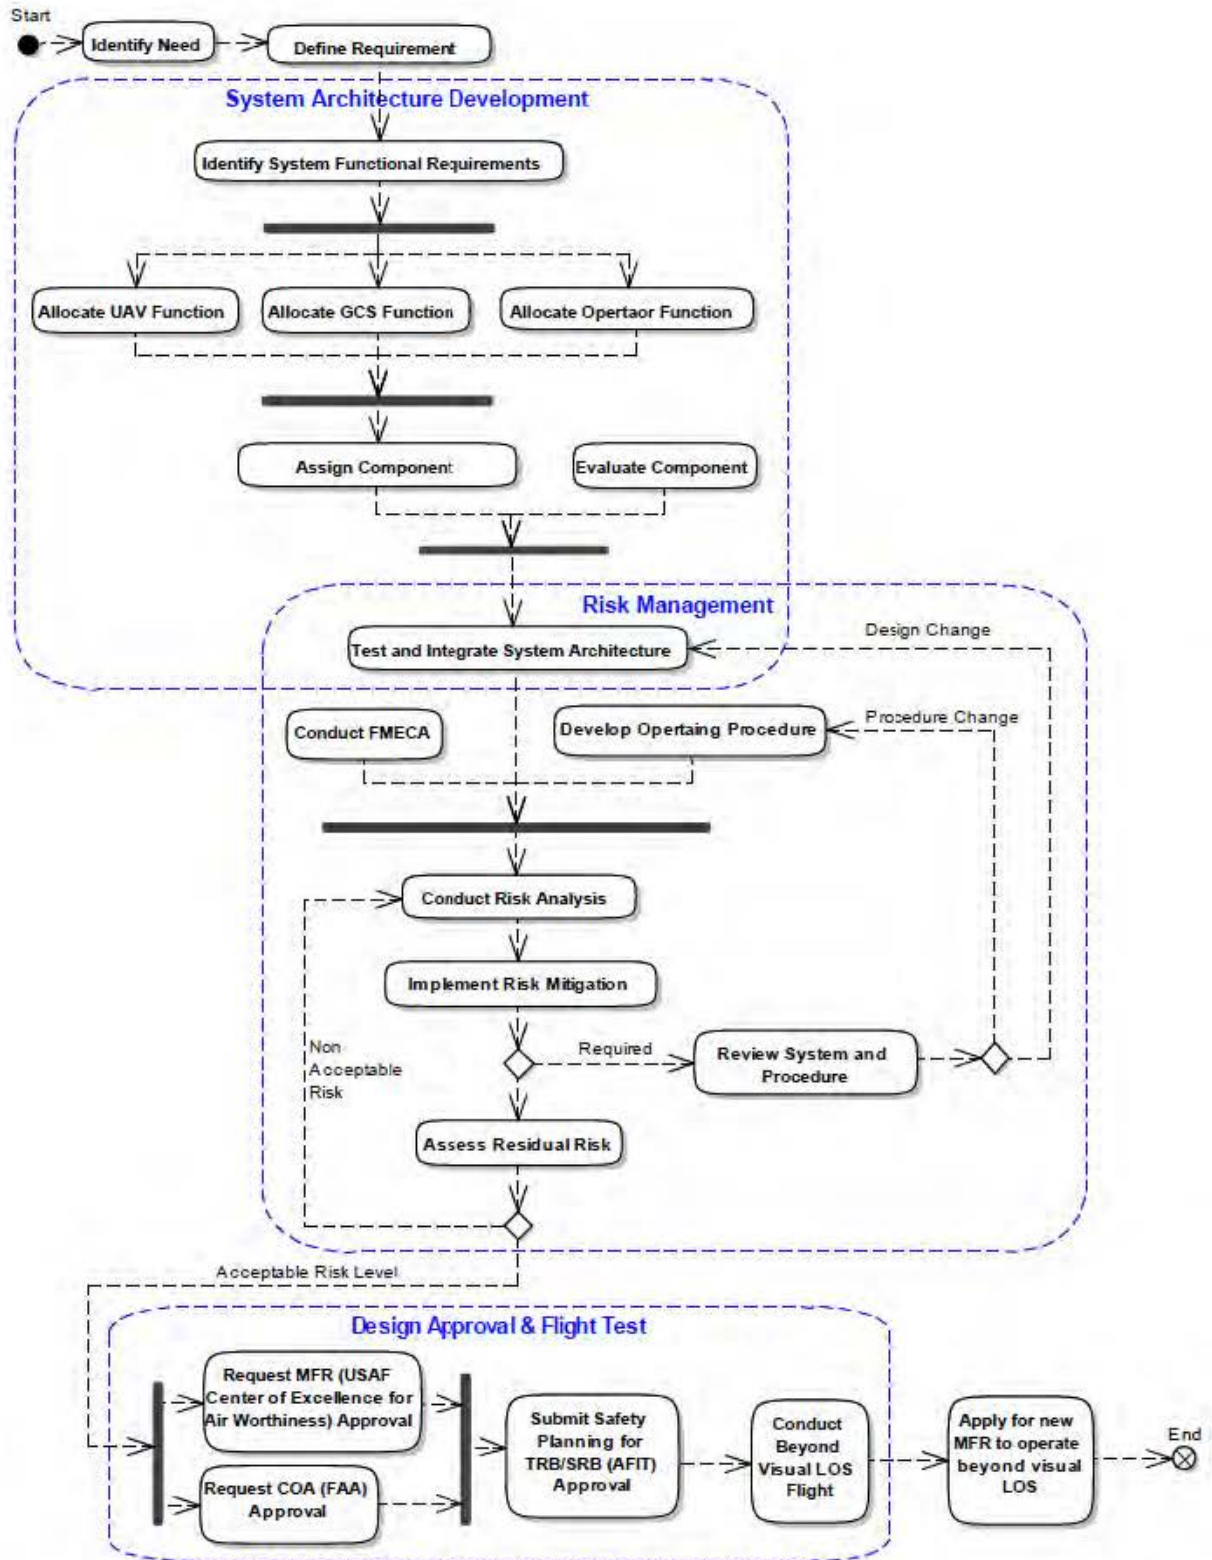 Start
Identify Need
Define Requirement
System Architecture Development
Identify System Functional Requirements
Allocate UAV Function
Allocate GCS Function
Allocate Opertaor Function
Assign Component
Evaluate Component
Risk Management
Design Change
Test and Integrate System Architecture
Procedure Change
Conduct FMECA
Develop Opertaing Procedure
Conduct Risk Analysis
Implement Risk Mitigation
Non
Acceptable
Risk
Required
Review System and
Procedure
Assess Residual Risk
Acceptable Risk Level
Design Approval & Flight Test
Request MFR (USAF
Center of Excellence for
Air Worthiness) Approval
Request COA (FAA)
Approval
Submit Safety
Planning for
TRB/SRB (AFIT)
Approval
Conduct
Beyond
Visual LOS
Flight
Apply for new
MFR to operate
beyond visual
LOS
End